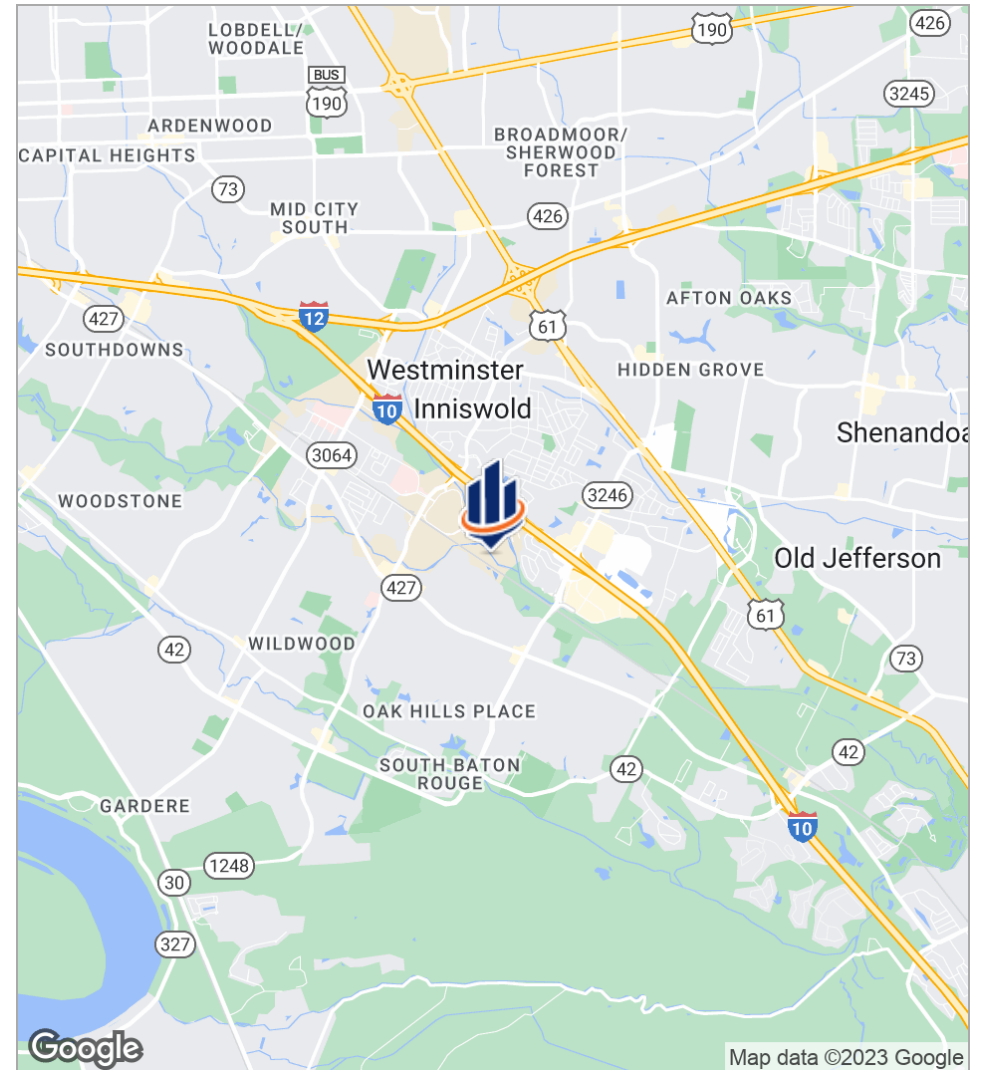 LOBDELL/
WOODALE
190
426
BUS
190
3245
ARDENWOOD
BROADMOOR/
SHERWOOD
FOREST
CAPITAL HEIGHTS
73
MID CITY
SOUTH
426
AFTON OAKS
427
12
61
SOUTHDOWNS
Westminster
HIDDEN GROVE
10
Inniswold
Shenandoa
3064
WOODSTONE
3246
Old Jefferson
427
61
WILDWOOD
42
73
OAK HILLS PLACE
42
SOUTH BATON
ROUGE
42
GARDERE
10
1248
30
327
Google
Map data ©2023 Google